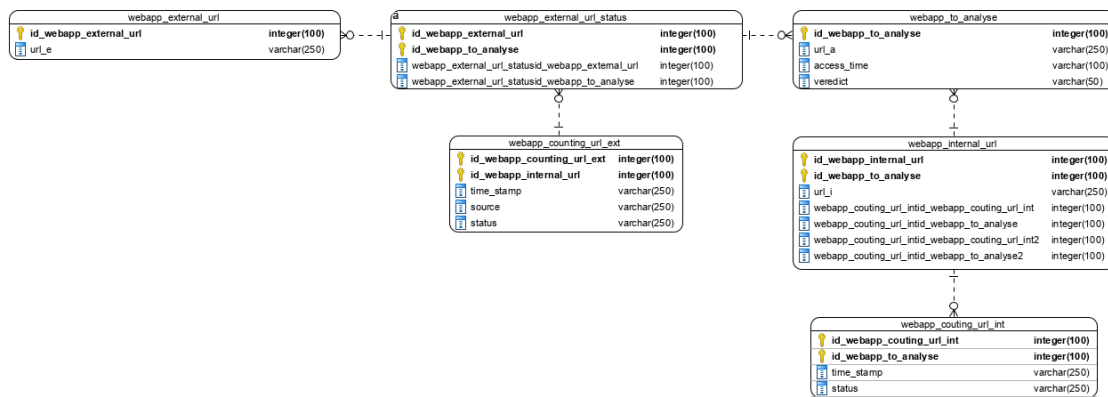 webapp_external_url
id_webapp_external_url integer(100)
url_e varchar(250)
a
webapp_external_url_status
id_webapp_external_url integer(100)
id_webapp_to_analyse integer(100)
webapp_external_url_statusid_webapp_external_url integer(100)
webapp_external_url_statusid_webapp_to_analyse integer(100)
webapp_to_analyse
id_webapp_to_analyse integer(100)
url_a varchar(250)
access_time varchar(100)
veredict varchar(50)
webapp_counting_url_ext
id_webapp_counting_url_ext integer(100)
id_webapp_internal_url integer(100)
time_stamp varchar(250)
source varchar(250)
status varchar(250)
webapp_internal_url
id_webapp_internal_url integer(100)
id_webapp_to_analyse integer(100)
url_i varchar(250)
webapp_couting_url_intid_webapp_couting_url_int integer(100)
webapp_couting_url_intid_webapp_to_analyse integer(100)
webapp_couting_url_intid_webapp_couting_url_int2 integer(100)
webapp_couting_url_intid_webapp_to_analyse2 integer(100)
webapp_couting_url_int
id_webapp_couting_url_int integer(100)
id_webapp_to_analyse integer(100)
time_stamp varchar(250)
status varchar(250)